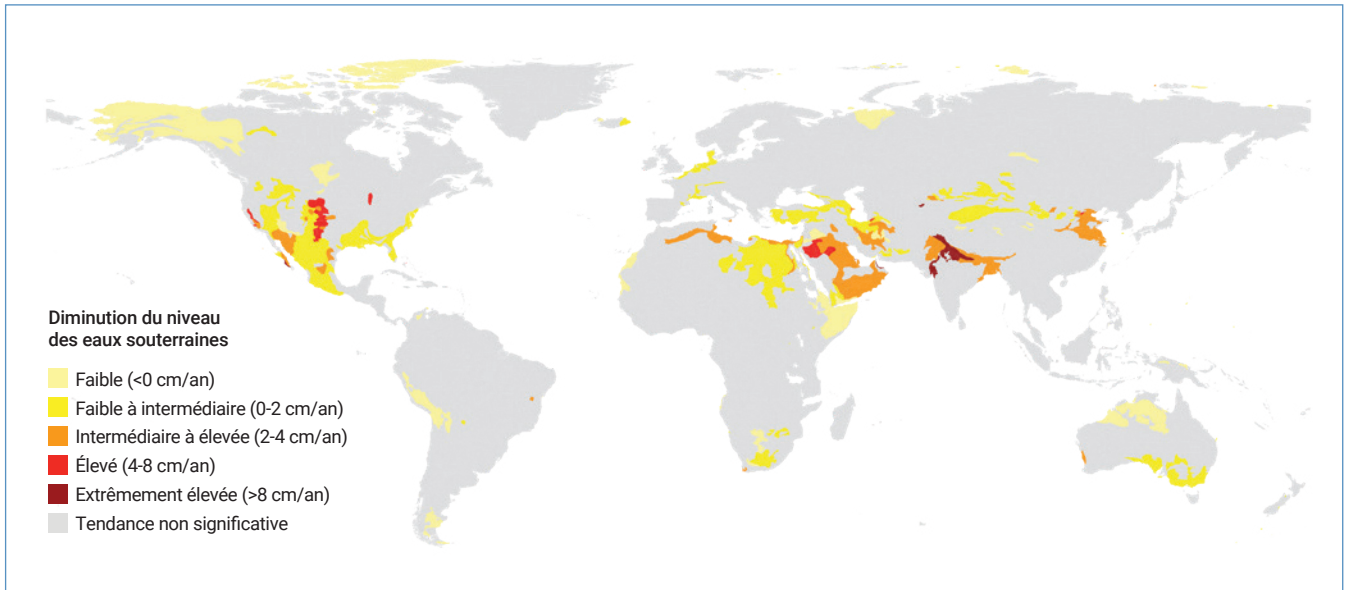 Diminution du niveau
des eaux souterraines
Faible (<0 cm/an)
Faible à intermédiaire (0-2 cm/an)
Intermédiaire à élevée (2-4 cm/an)
Élevé (4-8 cm/an)
Extrêmement élevée (>8 cm/an)
Tendance non significative